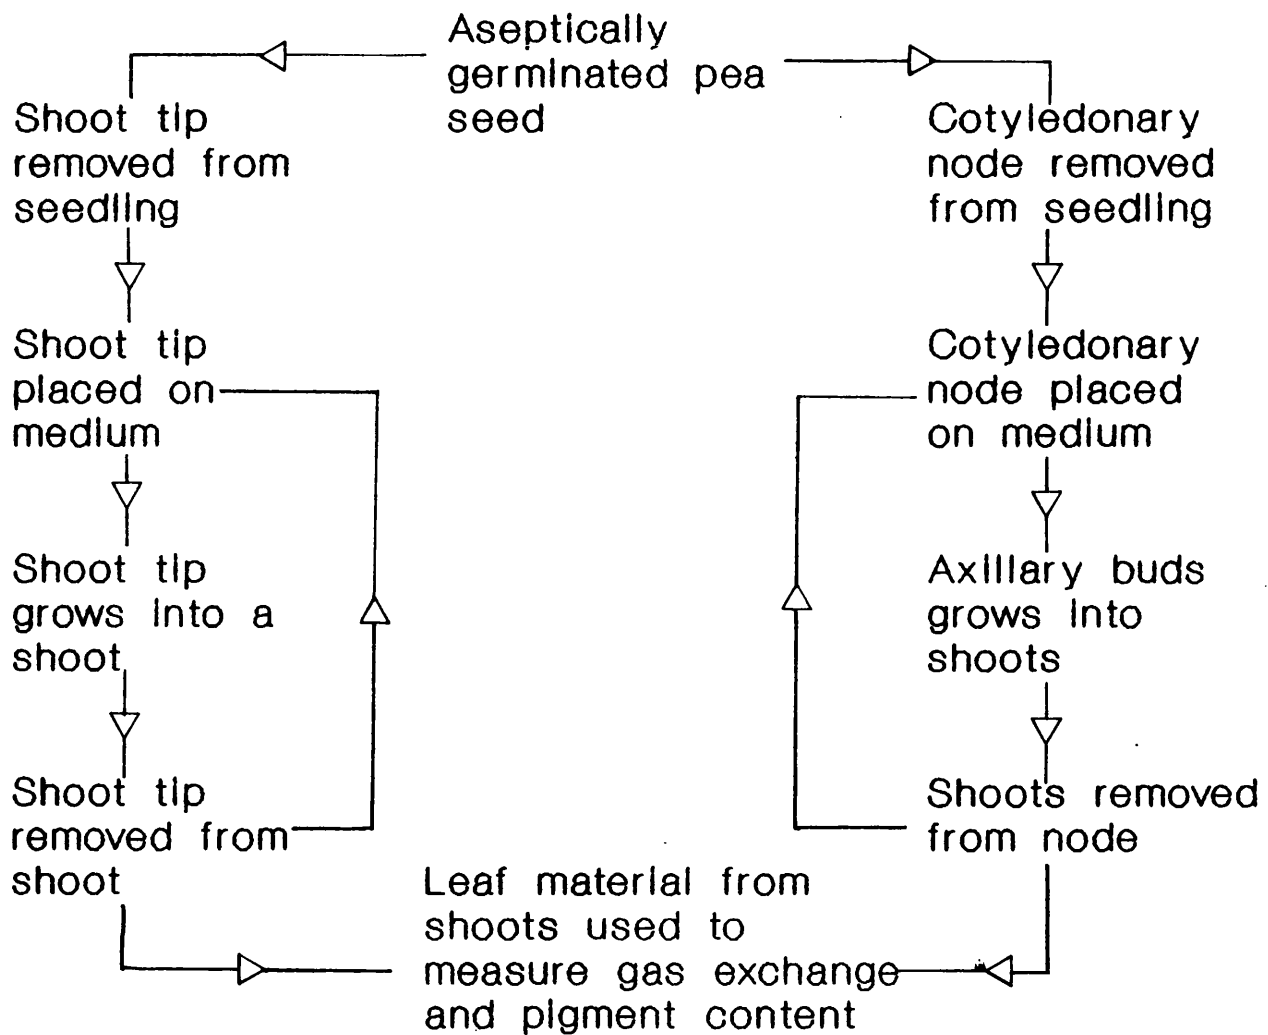 Aseptically
germinated pea
seed
Shoot tip
removed from
seedling
Cotyledonary
node removed
from seedling
Shoot tip
placed on
medium
Cotyledonary
node placed
on medium
Shoot tip
grows into a
shoot
Axillary buds
grows into
shoots
Shoot tip
removed from
shoot
Shoots removed
from node
Leaf material from
shoots used to
measure gas exchange
and pigment content